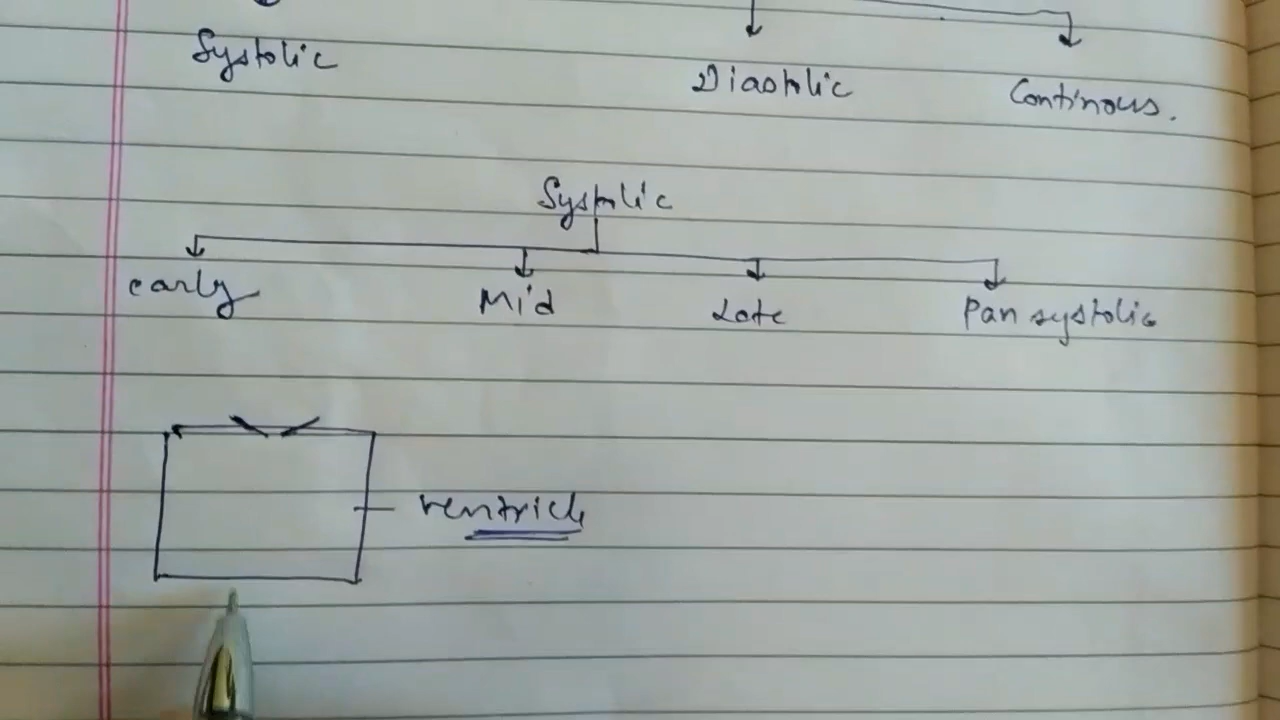 Systolic
Diastolic
Continous.
Systolic
early
Mid
Late
Pan systolic
ventricle